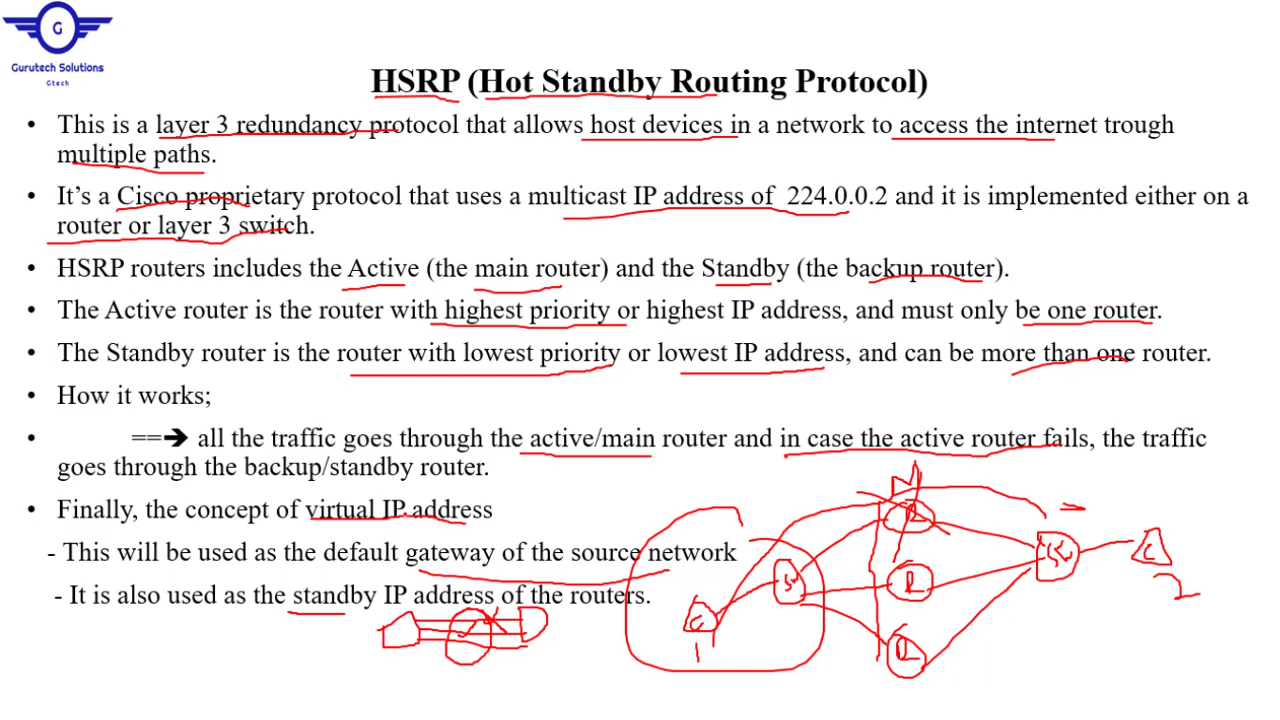 G
Gurutech Solutions
Gtech
HSRP (Hot Standby Routing Protocol)
• This is a layer 3 redundancy protocol that allows host devices in a network to access the internet trough
multiple paths.
• It's a Cisco proprietary protocol that uses a multicast IP address of 224.0.0.2 and it is implemented either on a
router or layer 3 switch.
• HSRP routers includes the Active (the main router) and the Standby (the backup router).
• The Active router is the router with highest priority or highest IP address, and must only be one router.
• The Standby router is the router with lowest priority or lowest IP address, and can be more than one router.
• How it works;
• ==➔ all the traffic goes through the active/main router and in case the active router fails, the traffic
goes through the backup/standby router.
• Finally, the concept of virtual IP address
- This will be used as the default gateway of the source network
- It is also used as the standby IP address of the routers.
R
R
R
C
1
C
2